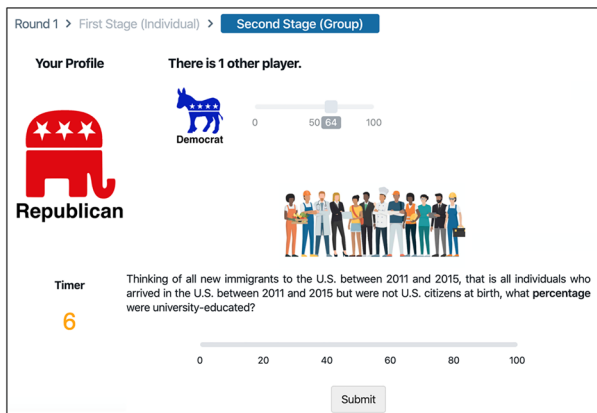 Round 1 > First Stage (Individual) > Second Stage (Group)
Your Profile
There is 1 other player.
Democrat
0 50 64 100
Republican
Timer
6
Thinking of all new immigrants to the U.S. between 2011 and 2015, that is all individuals who
arrived in the U.S. between 2011 and 2015 but were not U.S. citizens at birth, what percentage
were university-educated?
0 20 40 60 80 100
Submit